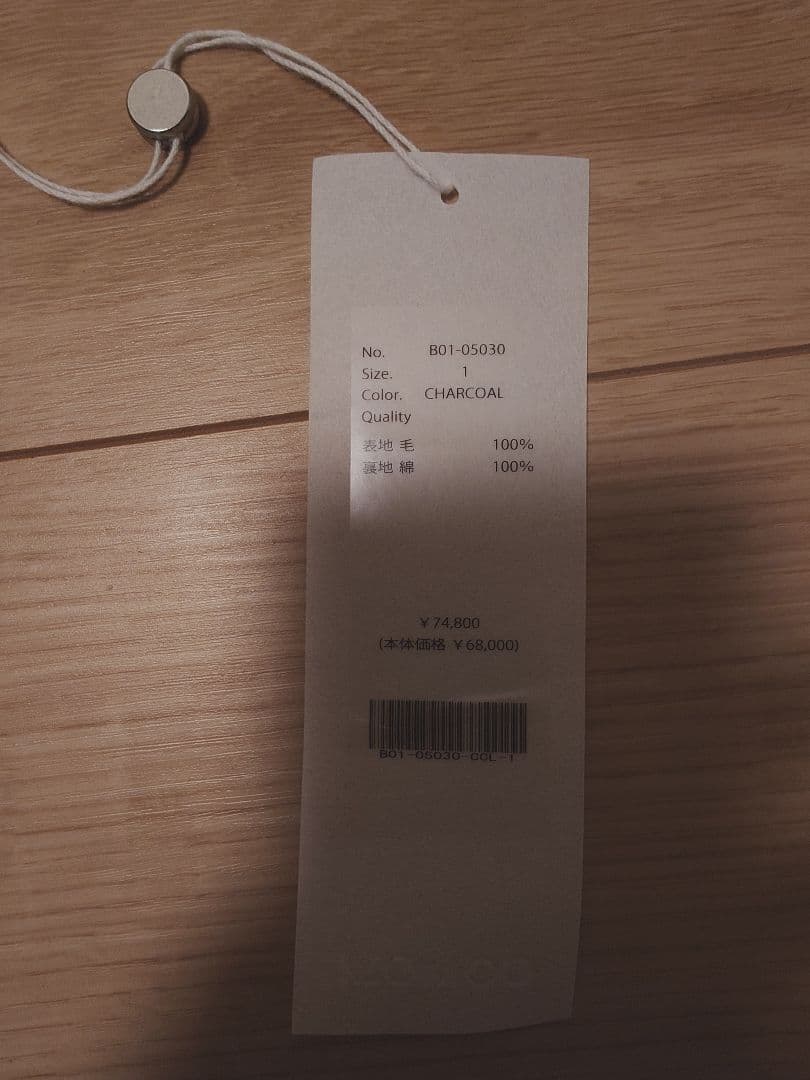 No. B01-05030
Size. 1
Color. CHARCOAL
Quality
表地 毛 100%
裏地 綿 100%
￥74,800
(本体価格 ￥68,000)
B01-05030-CCL-1